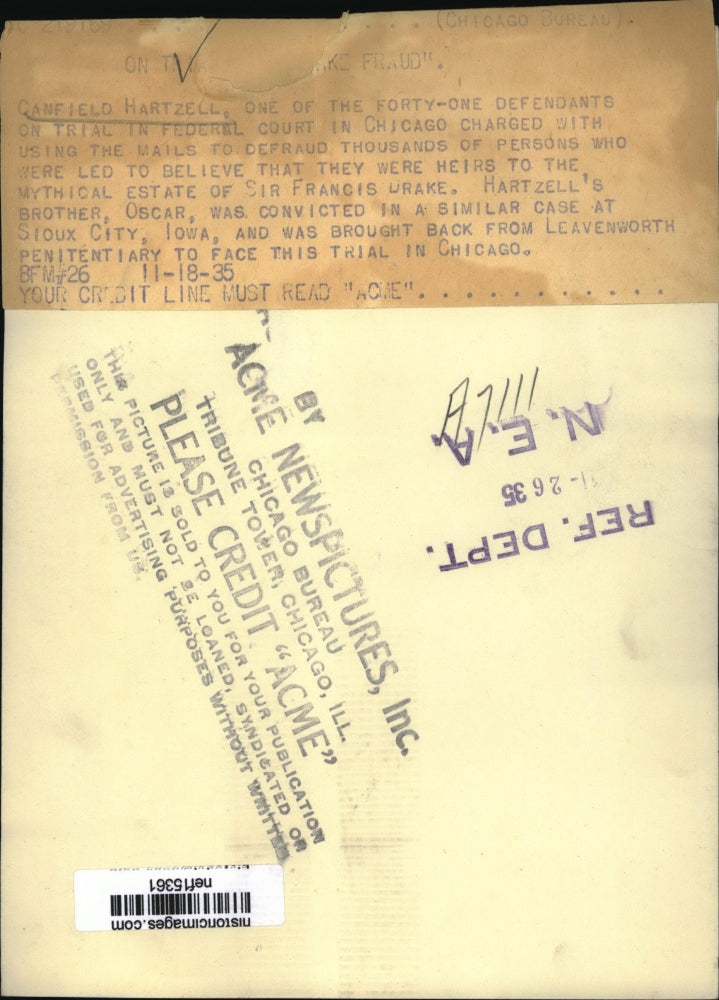 219169 . . . . . (CHICAGO BUREAU).
ON FRAUD".
CANFIELD HARTZELL, ONE OF THE FORTY-ONE DEFENDANTS
ON TRIAL IN FEDERAL COURT IN CHICAGO CHARGED WITH
USING THE MAILS TO DEFRAUD THOUSANDS OF PERSONS WHO
WERE LED TO BELIEVE THAT THEY WERE HEIRS TO THE
MYTHICAL ESTATE OF SIR FRANCIS DRAKE. HARTZELL'S
BROTHER, OSCAR, WAS CONVICTED IN A SIMILAR CASE AT
SIOUX CITY, IOWA, AND WAS BROUGHT BACK FROM LEAVENWORTH
PENITENTIARY TO FACE THIS TRIAL IN CHICAGO.
BFM#26 11-18-35
YOUR CREDIT LINE MUST READ "ACME". . . . . . . . . . . . .
BY
ACME NEWSPICTURES, Inc.
CHICAGO BUREAU
TRIBUNE TOWER, CHICAGO, ILL.
PLEASE CREDIT "ACME"
THIS PICTURE IS SOLD TO YOU FOR YOUR PUBLICATION
ONLY AND MUST NOT BE LOANED, SYNDICATED OR
USED FOR ADVERTISING PURPOSES WITHOUT WRITTEN
PERMISSION FROM US.
REF. DEPT.
11-26 35
N.E.A.
historicimages.com
nef15361